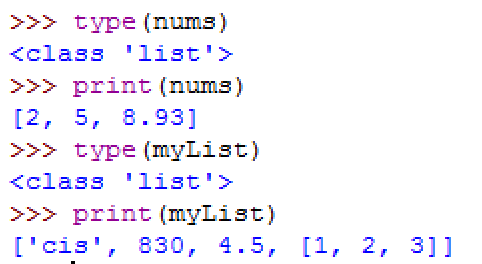 >>> type(nums)
<class 'list'>
>>> print(nums)
[2, 5, 8.93]
>>> type(myList)
<class 'list'>
>>> print(myList)
['cis', 830, 4.5, [1, 2, 3]]